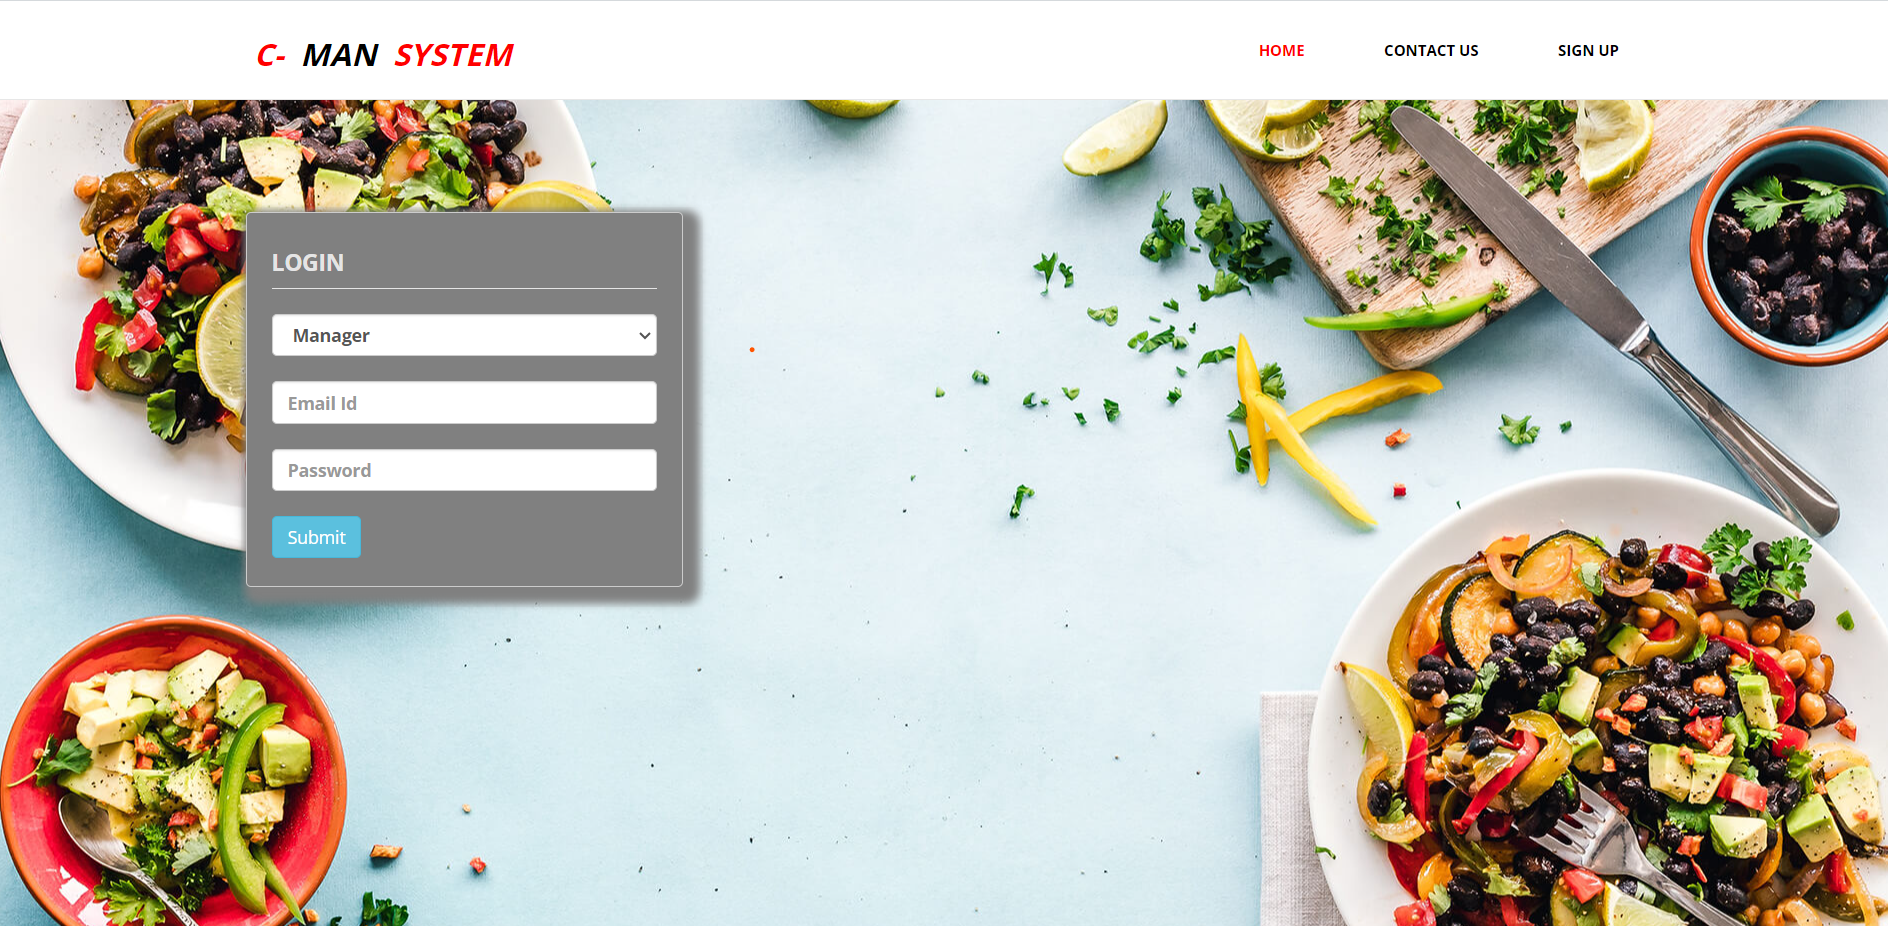 C- MAN SYSTEM
HOME CONTACT US SIGN UP
LOGIN
Manager
Email Id
Password
Submit